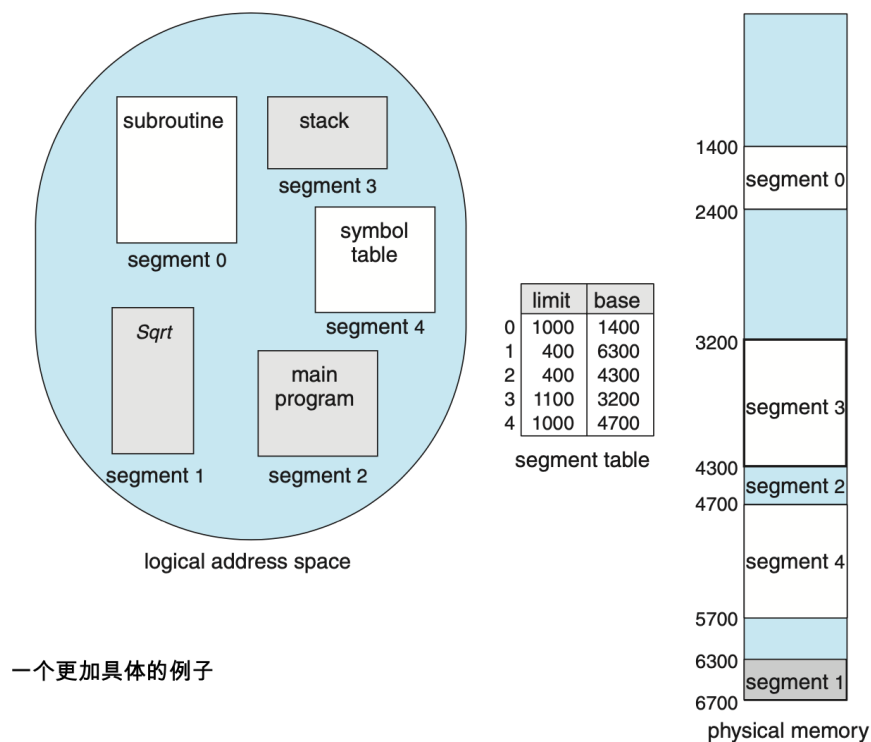 subroutine
segment 0
stack
segment 3
symbol
table
segment 4
Sqrt
segment 1
main
program
segment 2
logical address space
limit base
0 1000 1400
1 400 6300
2 400 4300
3 1100 3200
4 1000 4700
segment table
1400
segment 0
2400
3200
segment 3
4300
segment 2
4700
segment 4
5700
6300
segment 1
6700
physical memory
一个更加具体的例子